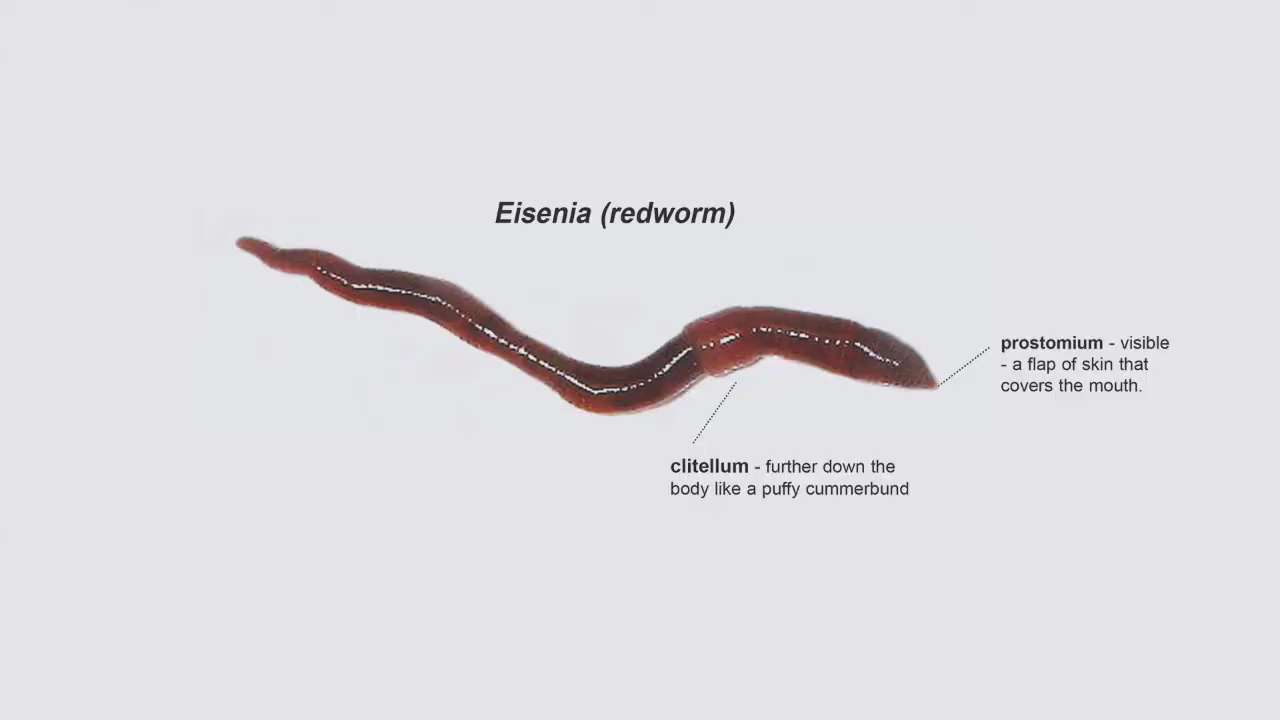 Eisenia (redworm)
prostomium - visible
- a flap of skin that
covers the mouth.
clitellum - further down the
body like a puffy cummerbund